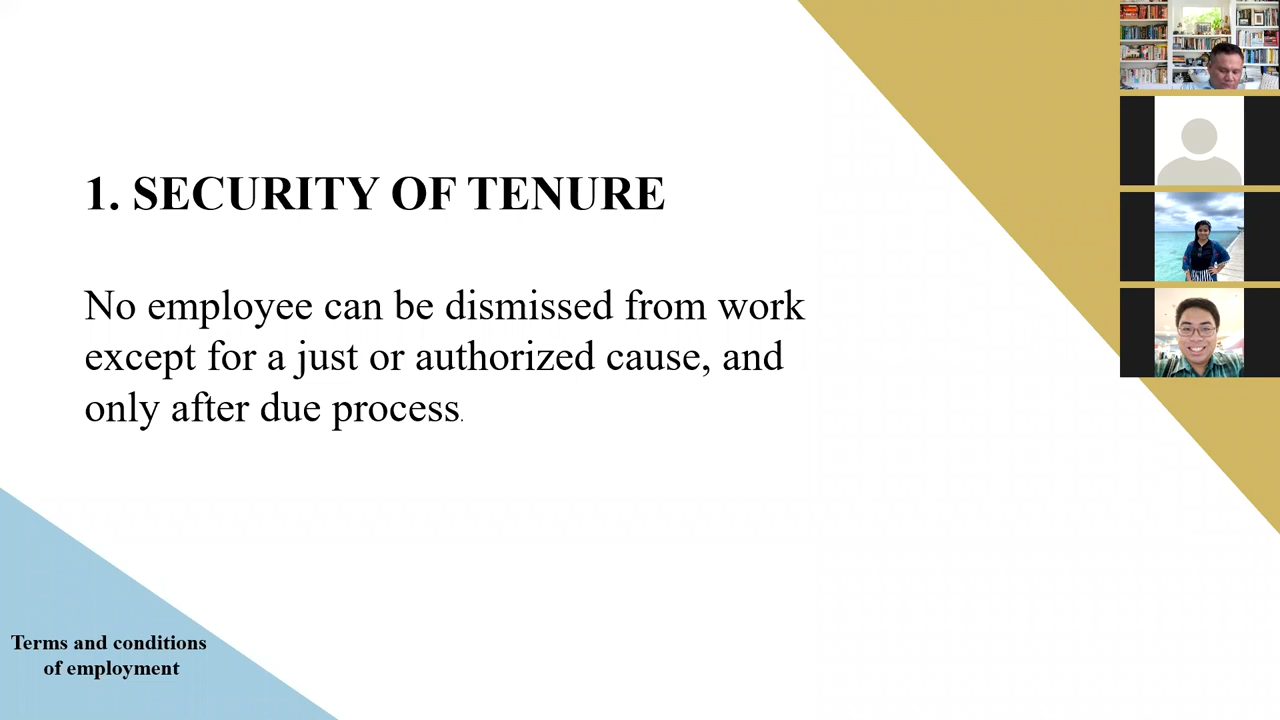 1. SECURITY OF TENURE
No employee can be dismissed from work
except for a just or authorized cause, and
only after due process.
Terms and conditions
of employment